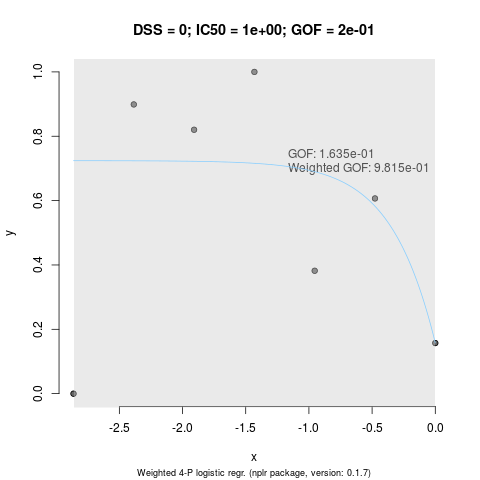 DSS = 0; IC50 = 1e+00; GOF = 2e-01
1.0
0.8
0.6
0.4
0.2
0.0
y
GOF: 1.635e-01
Weighted GOF: 9.815e-01
-2.5 -2.0 -1.5 -1.0 -0.5 0.0
x
Weighted 4-P logistic regr. (nplr package, version: 0.1.7)